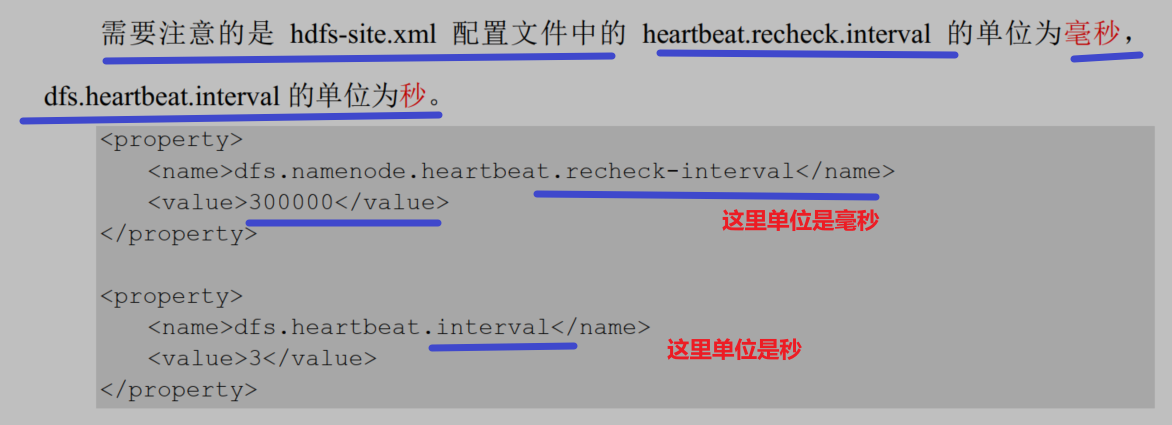 需要注意的是 hdfs-site.xml 配置文件中的 heartbeat.recheck.interval 的单位为毫秒，
dfs.heartbeat.interval 的单位为秒。
<property>
<name>dfs.namenode.heartbeat.recheck-interval</name>
<value>300000</value>
这里单位是毫秒
</property>
<property>
<name>dfs.heartbeat.interval</name>
这里单位是秒
<value>3</value>
</property>